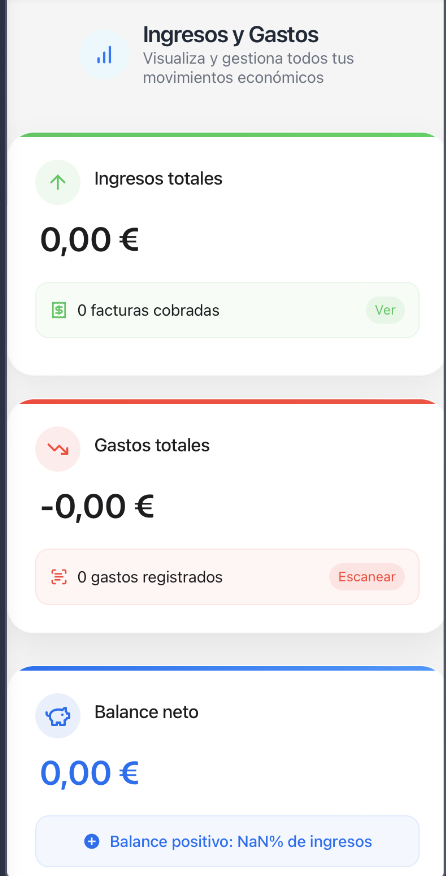 Ingresos y Gastos
Visualiza y gestiona todos tus
movimientos económicos
Ingresos totales
0,00 €
0 facturas cobradas
Ver
Gastos totales
-0,00 €
0 gastos registrados
Escanear
Balance neto
0,00 €
Balance positivo: NaN% de ingresos